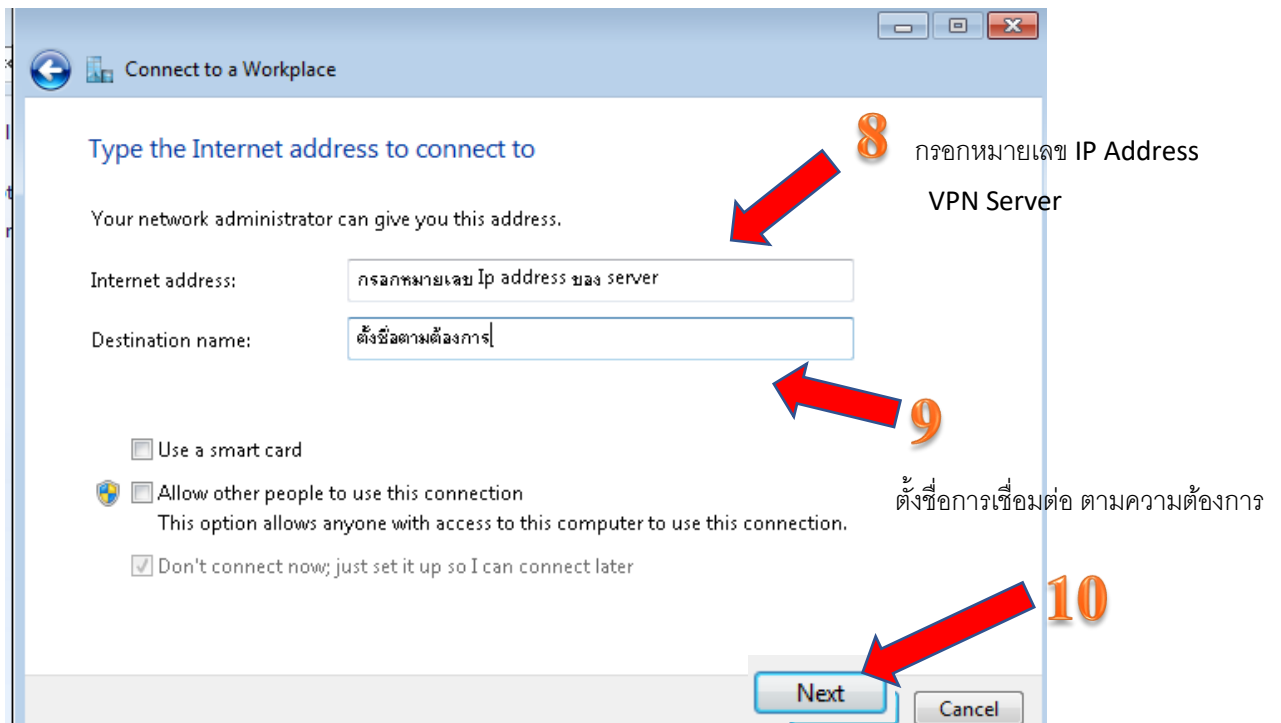 Connect to a Workplace
Type the Internet address to connect to
8
กรอกหมายเลข IP Address
VPN Server
Your network administrator can give you this address.
Internet address:
กรอกหมายเลข Ip address ของ server
Destination name:
ตั้งชื่อตามต้องการ
9
Use a smart card
Allow other people to use this connection
ตั้งชื่อการเชื่อมต่อ ตามความต้องการ
This option allows anyone with access to this computer to use this connection.
Don't connect now; just set it up so I can connect later
10
Next
Cancel